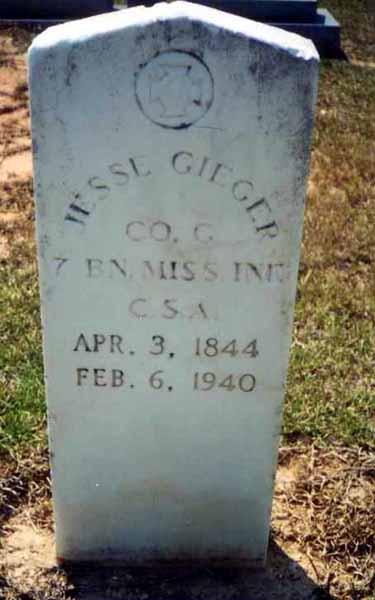 JESSE GIEGER
CO. G
7 BN. MISS INF
C.S.A.
APR. 3, 1844
FEB. 6, 1940